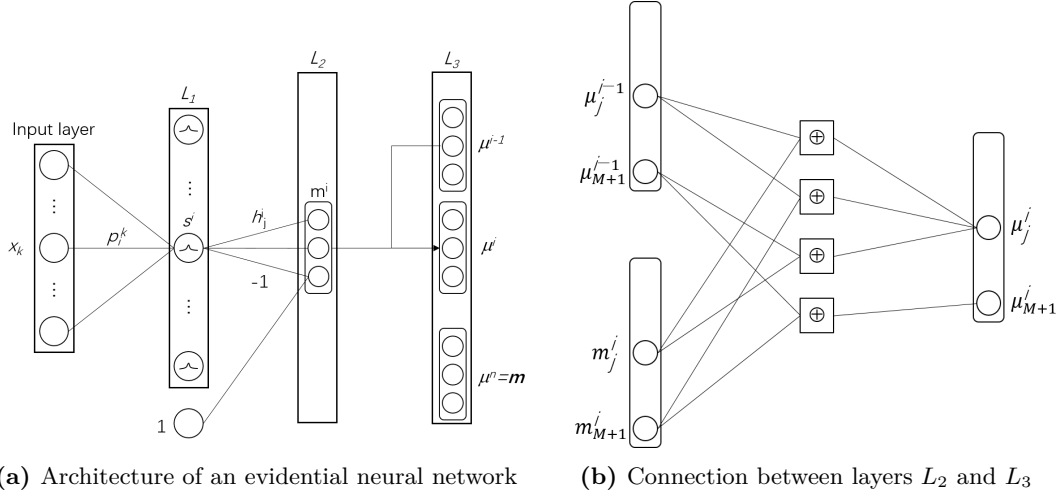 Input layer
L₁
L₂
L₃
x_k
p_i^k
s^i
h_j^i
-1
1
m^i
μ^{i-1}
μ^i
μ^n=m
(a) Architecture of an evidential neural network
μ_j^{i-1}
μ_{M+1}^{i-1}
m_j^i
m_{M+1}^i
⊕
⊕
⊕
⊕
μ_j^i
μ_{M+1}^i
(b) Connection between layers L₂ and L₃